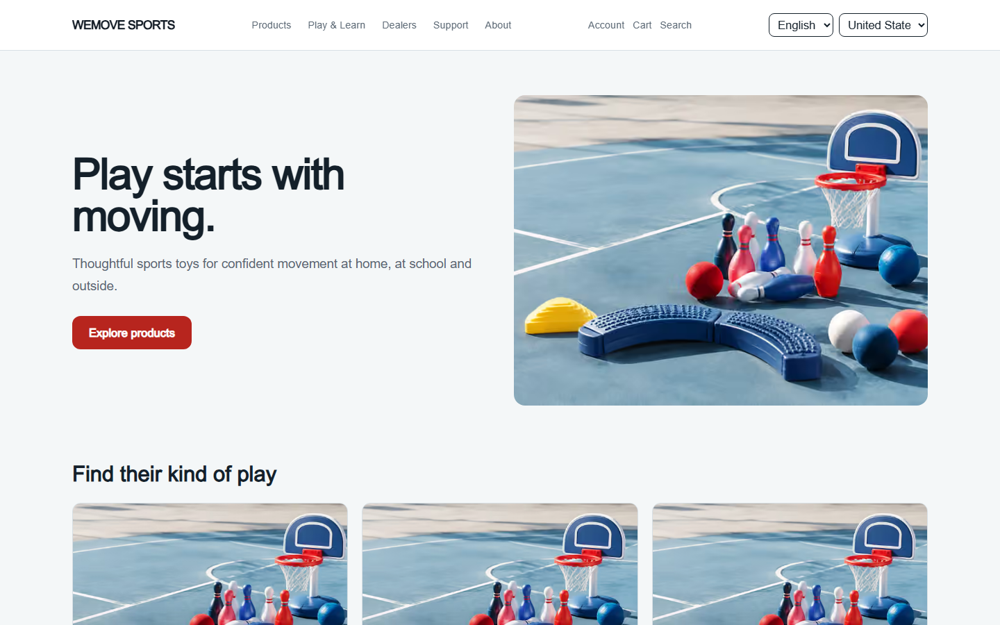 WEMOVE SPORTS
Products Play & Learn Dealers Support About
Account Cart Search
English United State
Play starts with
moving.
Thoughtful sports toys for confident movement at home, at school and
outside.
Explore products
Find their kind of play